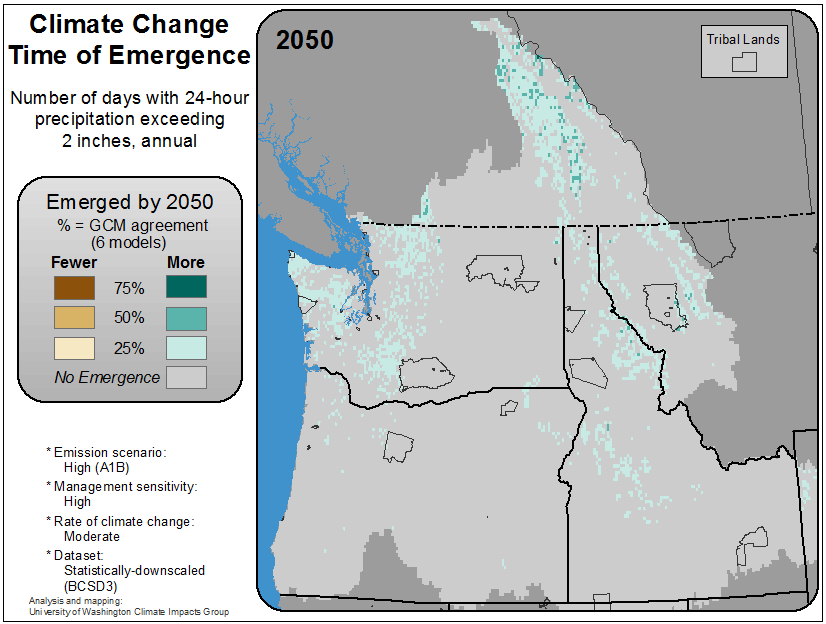 Climate Change
Time of Emergence
Number of days with 24-hour
precipitation exceeding
2 inches, annual
Emerged by 2050
% = GCM agreement
(6 models)
Fewer More
75%
50%
25%
No Emergence
* Emission scenario:
High (A1B)
* Management sensitivity:
High
* Rate of climate change:
Moderate
* Dataset:
Statistically-downscaled
(BCSD3)
Analysis and mapping:
University of Washington Climate Impacts Group
2050
Tribal Lands